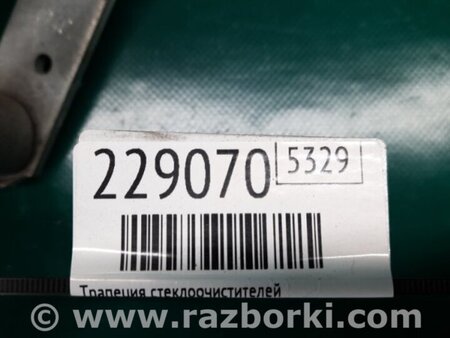 229070 5329
Трапеция стеклоочистителей
www.razborki.com